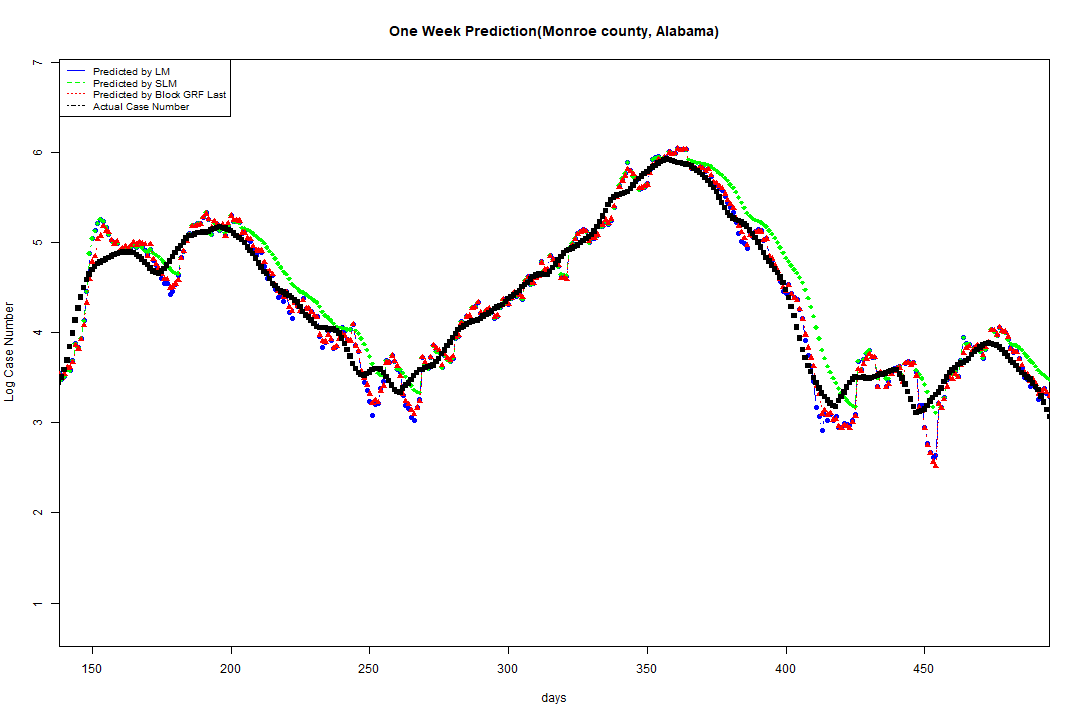 One Week Prediction(Monroe county, Alabama)
Predicted by LM
Predicted by SLM
Predicted by Block GRF Last
Actual Case Number
7
6
5
4
3
2
1
Log Case Number
150 200 250 300 350 400 450
days